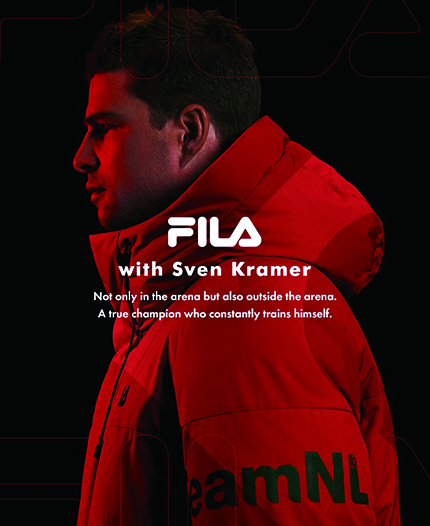 FILA
with Sven Kramer
Not only in the arena but also outside the arena.
A true champion who constantly trains himself.
eamNL